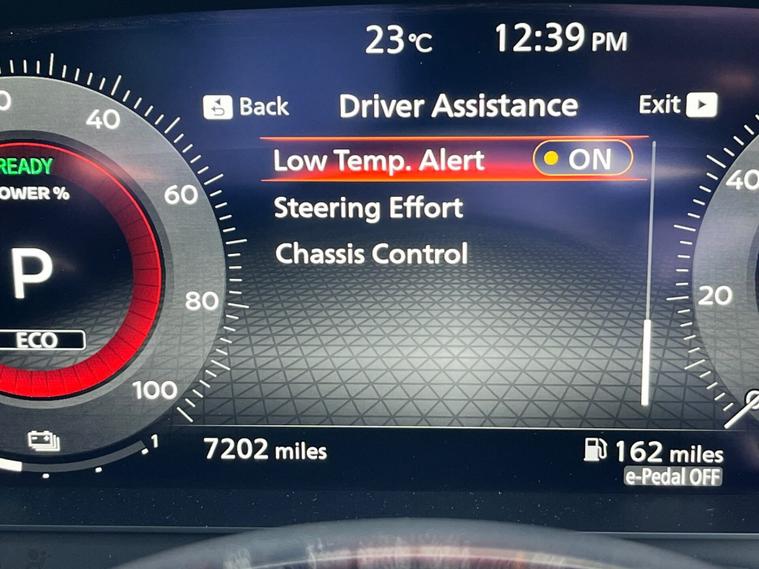 23°C
12:39 PM
Back
Driver Assistance
Exit
40
READY
Low Temp. Alert
ON
60
40
P
Steering Effort
Chassis Control
80
20
ECO
100
1
7202 miles
162 miles
e-Pedal OFF